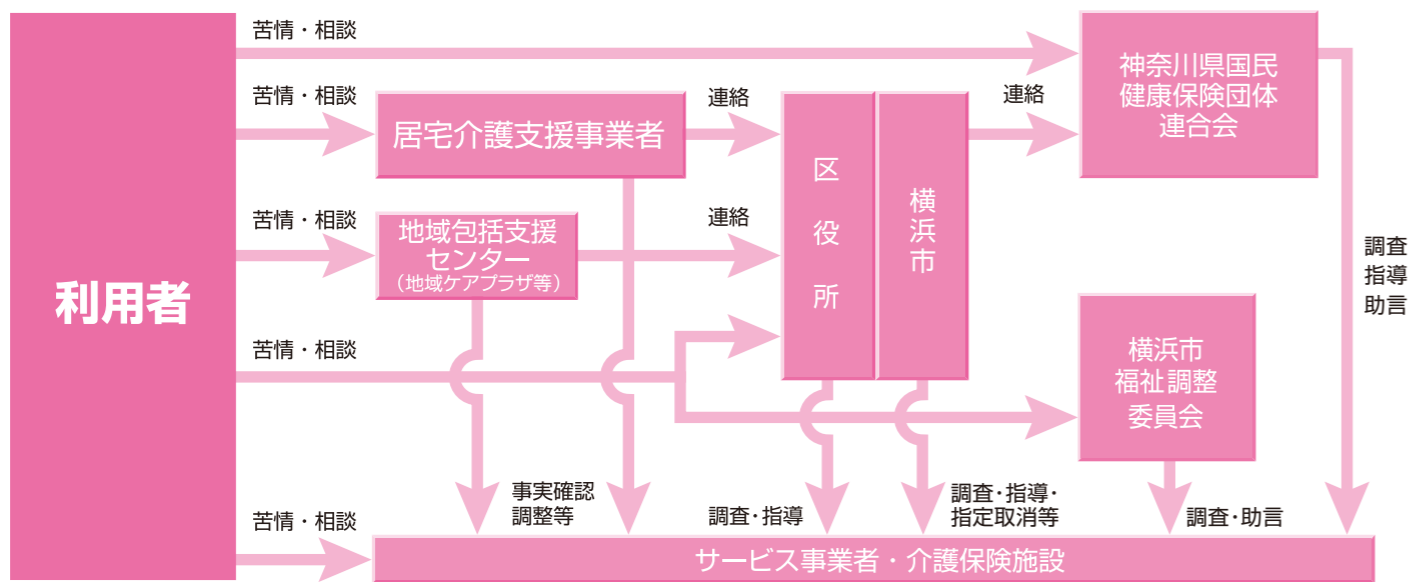 利用者
苦情・相談
神奈川県国民
健康保険団体
連合会
苦情・相談
居宅介護支援事業者
連絡
区役所
横浜市
連絡
苦情・相談
地域包括支援
センター
（地域ケアプラザ等）
連絡
調査
指導
助言
苦情・相談
横浜市
福祉調整
委員会
事実確認
調整等
調査・指導
調査・指導・
指定取消等
調査・助言
苦情・相談
サービス事業者・介護保険施設